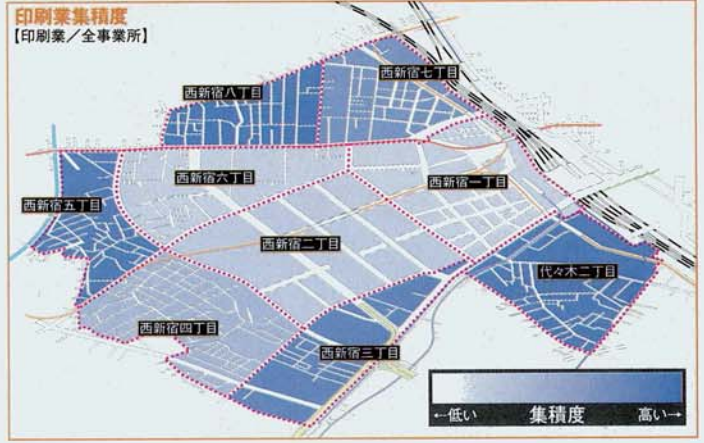 印刷業集積度
【印刷業／全事業所】
西新宿七丁目
西新宿八丁目
西新宿六丁目
西新宿一丁目
西新宿五丁目
西新宿二丁目
代々木二丁目
西新宿四丁目
西新宿三丁目
←低い 集積度 高い→